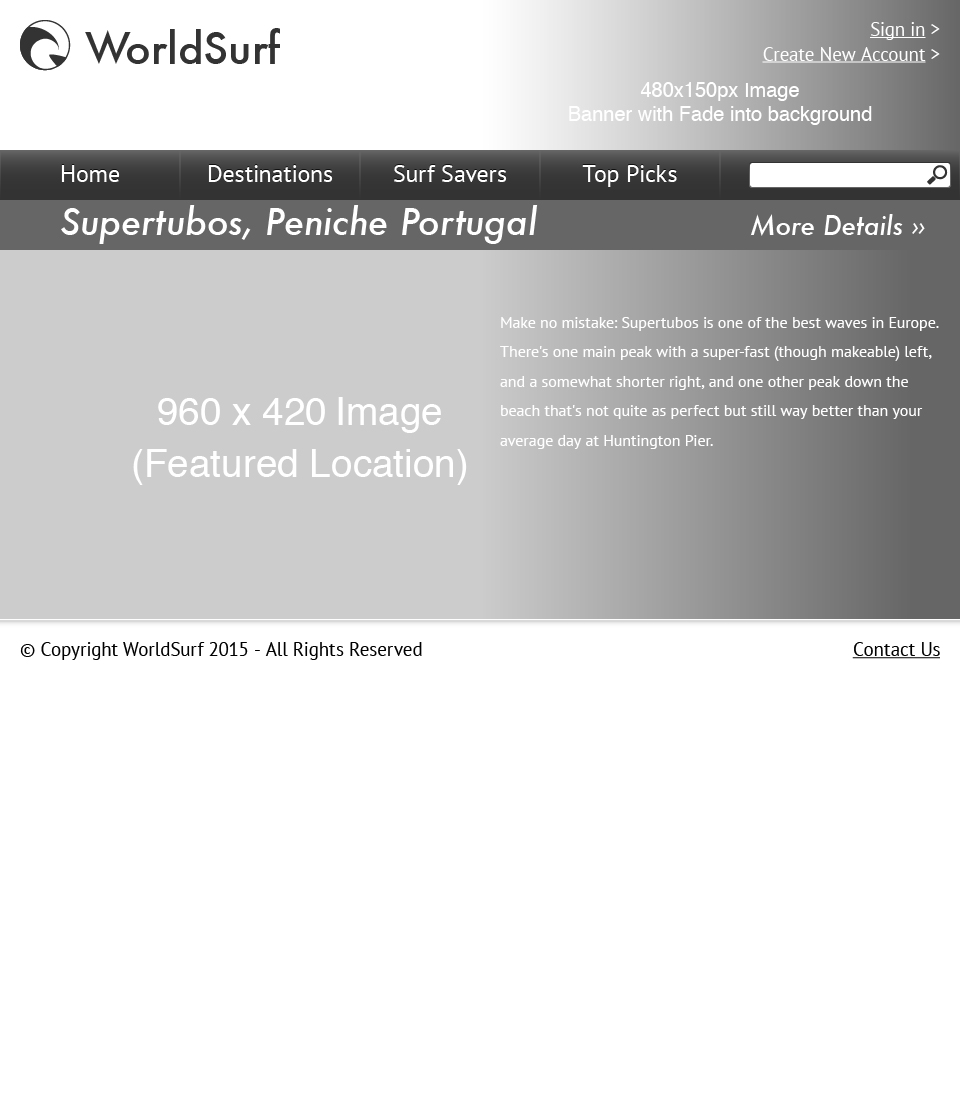 WorldSurf
Sign in >
Create New Account >
480x150px Image
Banner with Fade into background
Home
Destinations
Surf Savers
Top Picks
Supertubos, Peniche Portugal
More Details »
Make no mistake: Supertubos is one of the best waves in Europe.
There's one main peak with a super-fast (though makeable) left,
and a somewhat shorter right, and one other peak down the
beach that's not quite as perfect but still way better than your
average day at Huntington Pier.
960 x 420 Image
(Featured Location)
© Copyright WorldSurf 2015 - All Rights Reserved
Contact Us